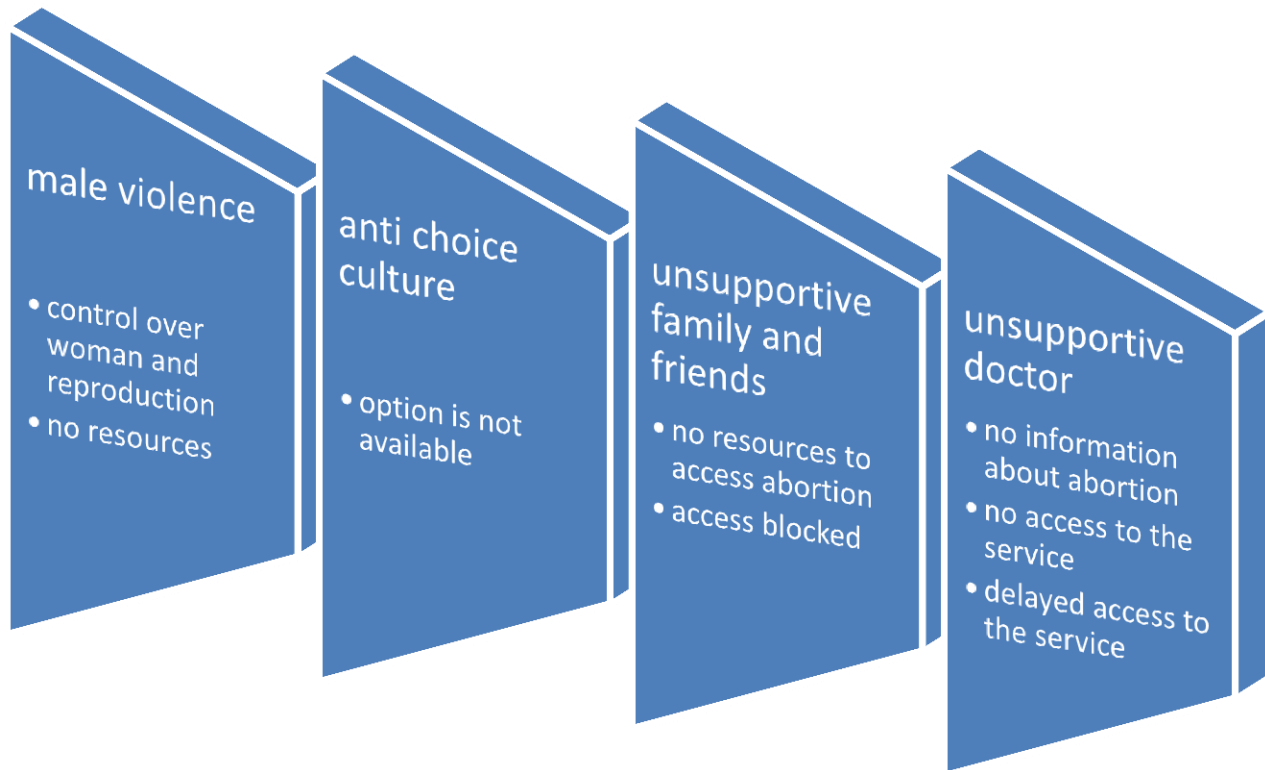 male violence
• control over
woman and
reproduction
• no resources
anti choice
culture
• option is not
available
unsupportive
family and
friends
• no resources to
access abortion
• access blocked
unsupportive
doctor
• no information
about abortion
• no access to the
service
• delayed access to
the service